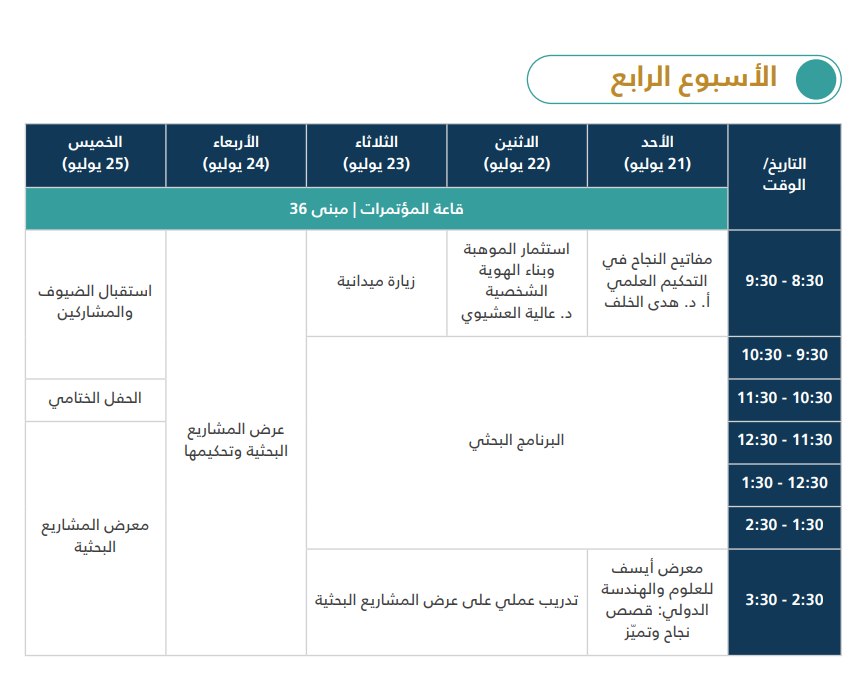 الأسبوع الرابع
التاريخ/
الوقت
الأحد
(21 يوليو)
الاثنين
(22 يوليو)
الثلاثاء
(23 يوليو)
الأربعاء
(24 يوليو)
الخميس
(25 يوليو)
قاعة المؤتمرات | مبنى 36
8:30 - 9:30
مفاتيح النجاح في
التحكيم العلمي
أ. د. هدى الخلف
استثمار الموهبة
وبناء الهوية
الشخصية
د. عالية العشيوي
زيارة ميدانية
عرض المشاريع
البحثية وتحكيمها
استقبال الضيوف
والمشاركين
9:30 - 10:30
البرنامج البحثي
10:30 - 11:30
الحفل الختامي
11:30 - 12:30
معرض المشاريع
البحثية
12:30 - 1:30
1:30 - 2:30
2:30 - 3:30
معرض أيسف
للعلوم والهندسة
الدولي: قصص
نجاح وتميّز
تدريب عملي على عرض المشاريع البحثية